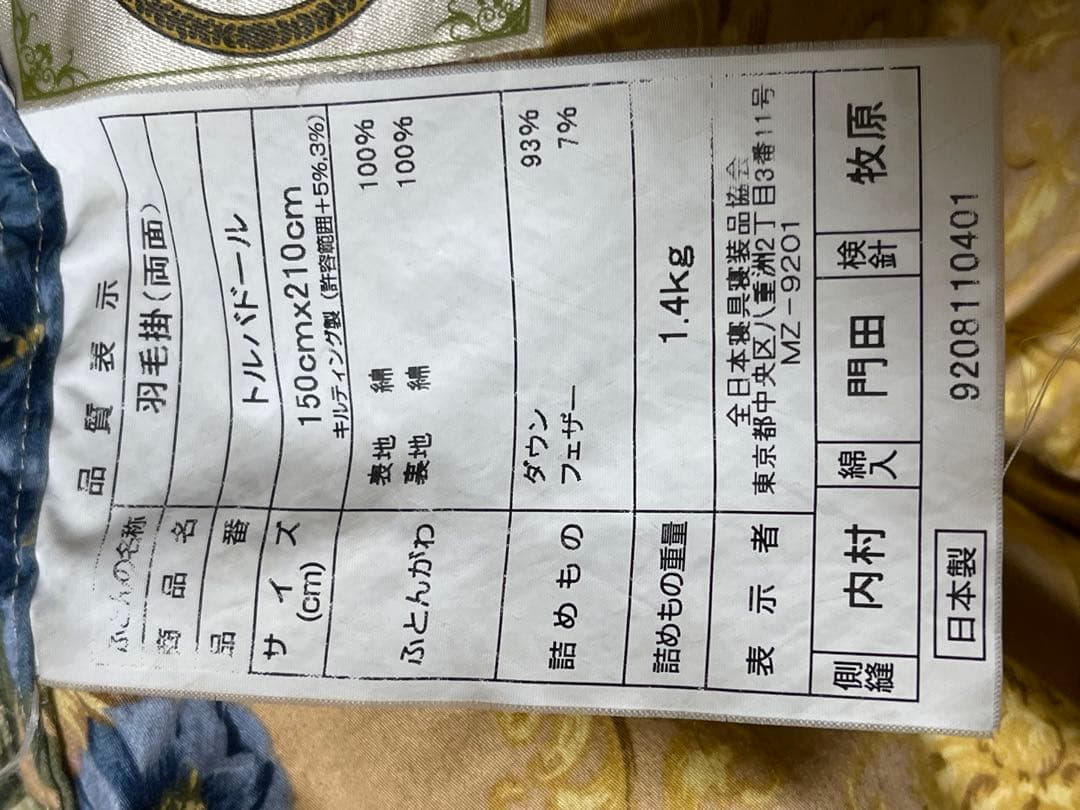 品質表示
ふとんの名称 羽毛掛(両面)
商品名
品番 トルバドール
サイズ(cm) 150cmx210cm
キルティング製(許容範囲+5%,3%)
ふとんがわ 表地 綿 100%
裏地 綿 100%
詰めもの ダウン 93%
フェザー 7%
詰めもの重量 1.4kg
表示者 全日本寝具寝装品協会
東京都中央区八重洲2丁目3番11号
MZ-9201
側縫 内村 綿入 門田 検針 牧原
日本製 9208110401